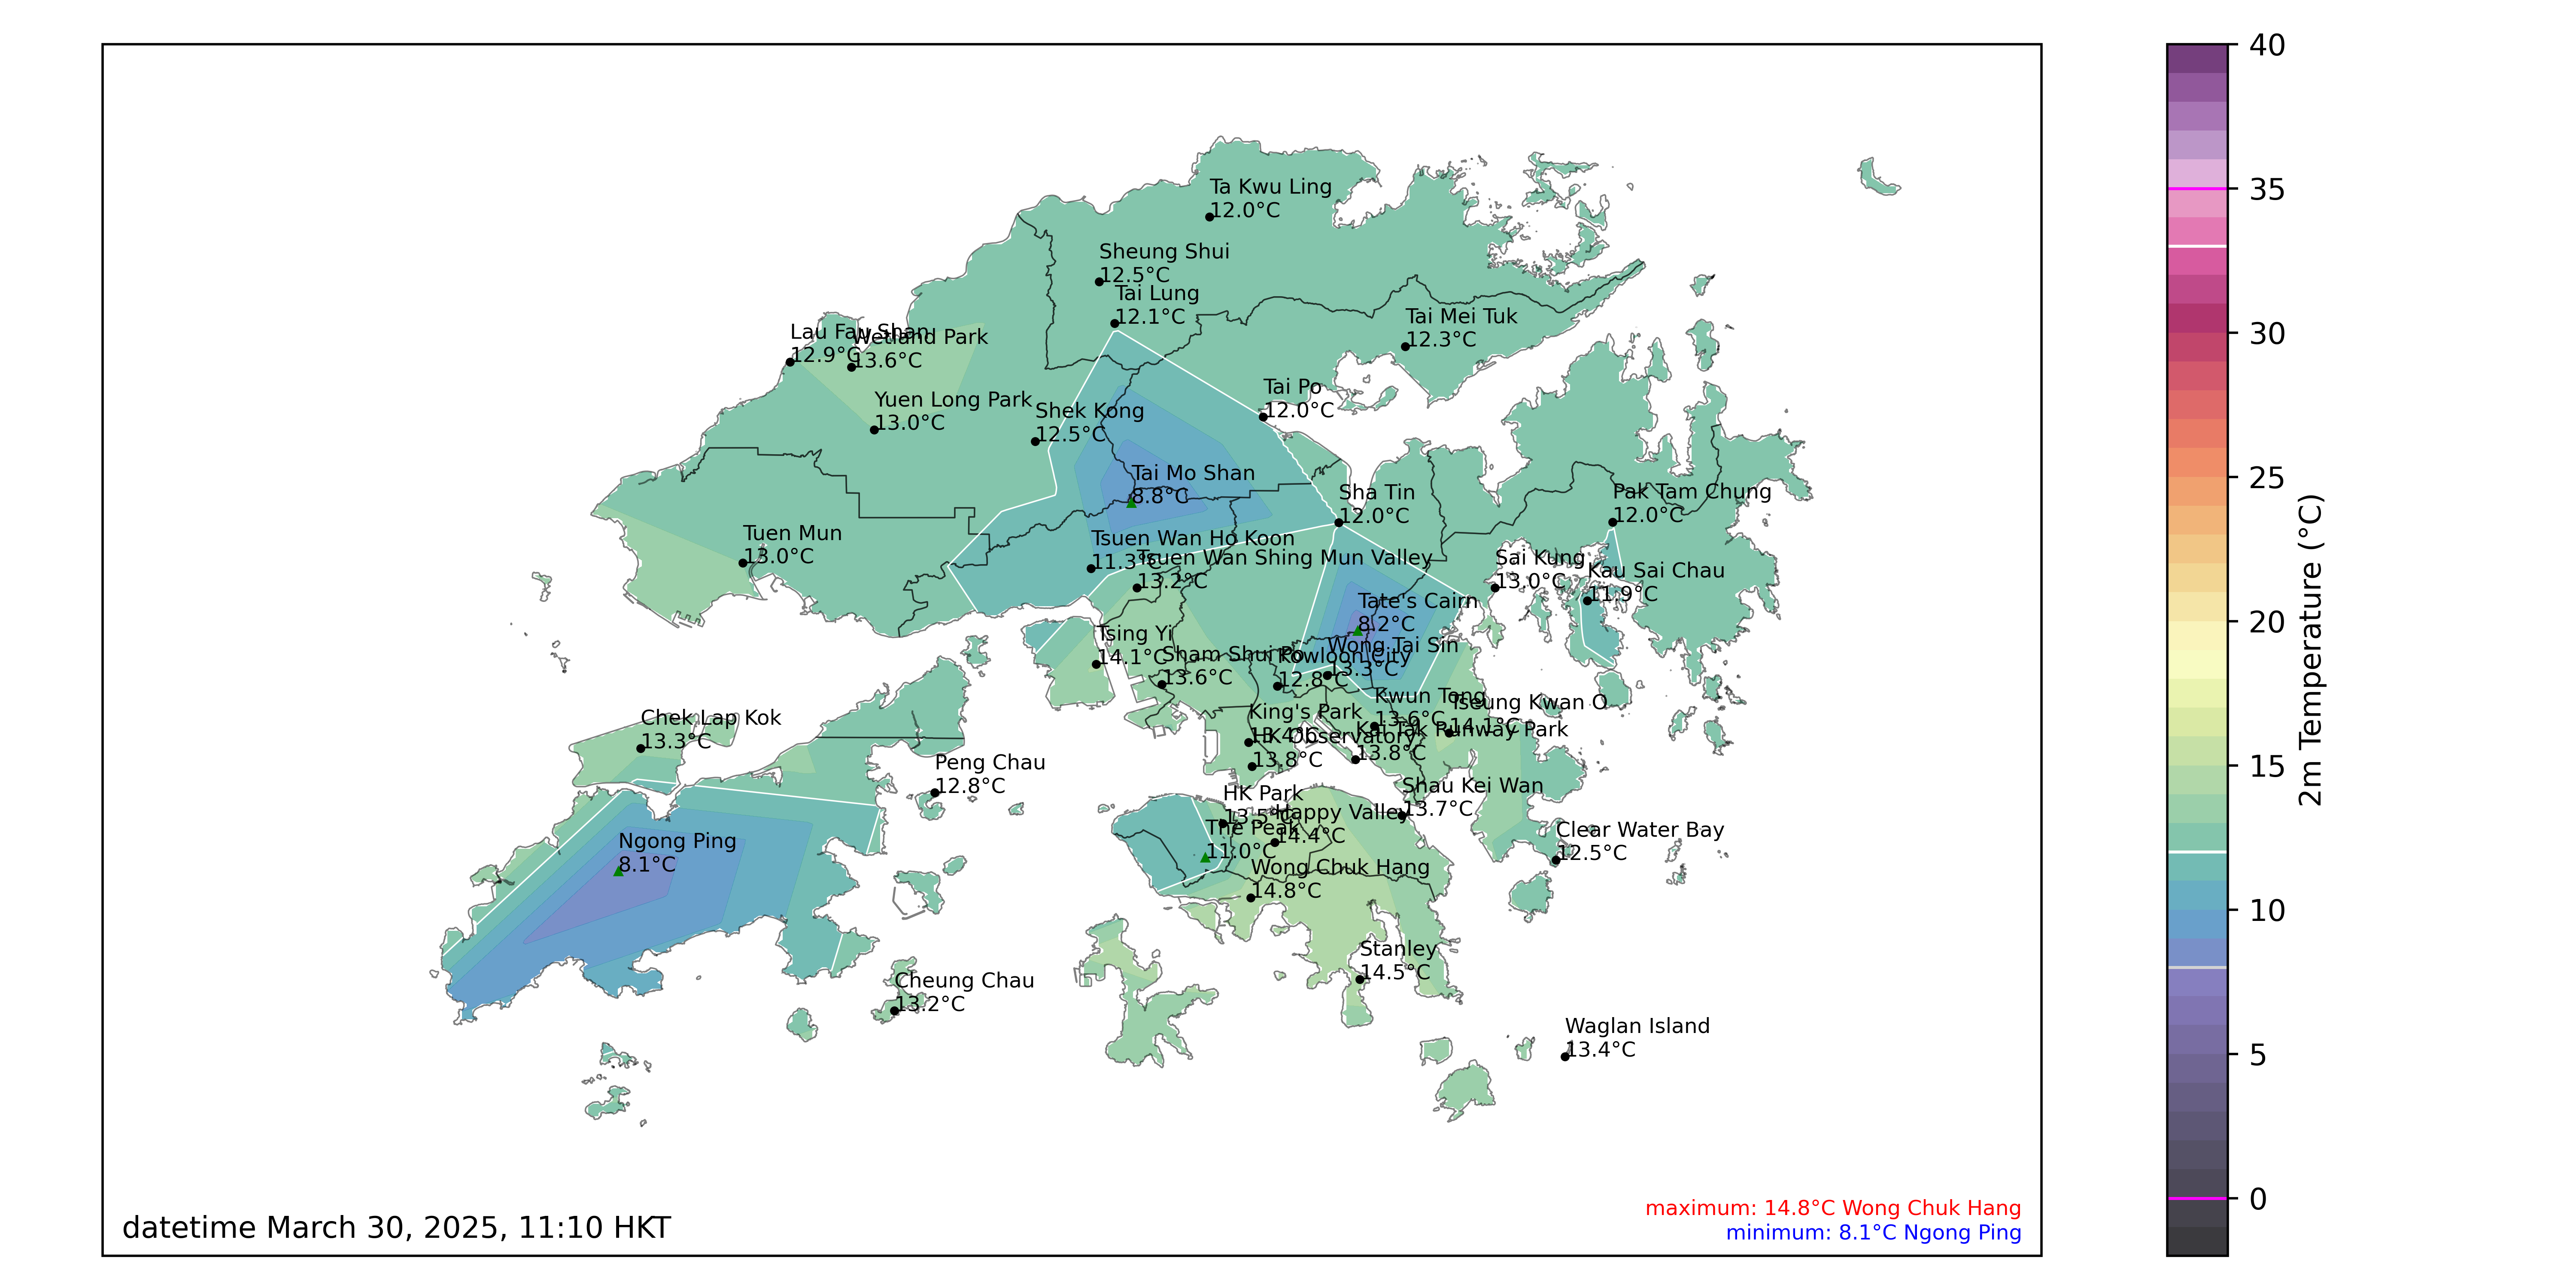 Ta Kwu Ling
12.0°C
Sheung Shui
12.5°C
Tai Lung
12.1°C
Tai Mei Tuk
12.3°C
Lau Fau Shan
12.9°C
Wetland Park
13.6°C
Yuen Long Park
13.0°C
Shek Kong
12.5°C
Tai Po
12.0°C
Tai Mo Shan
8.8°C
Sha Tin
12.0°C
Pak Tam Chung
12.0°C
Tuen Mun
13.0°C
Tsuen Wan Ho Koon
11.3°C
Tsuen Wan Shing Mun Valley
13.2°C
Sai Kung
13.0°C
Kau Sai Chau
11.9°C
Tate's Cairn
8.2°C
Wong Tai Sin
13.3°C
Tsing Yi
14.1°C
Sham Shui Po
13.6°C
Kowloon City
12.8°C
Kwun Tong
13.6°C
Tseung Kwan O
14.1°C
King's Park
13.4°C
HK Observatory
13.8°C
Kai Tak Runway Park
13.8°C
Chek Lap Kok
13.3°C
Peng Chau
12.8°C
Shau Kei Wan
13.7°C
HK Park
13.5°C
Happy Valley
14.4°C
The Peak
11.0°C
Clear Water Bay
12.5°C
Ngong Ping
8.1°C
Wong Chuk Hang
14.8°C
Stanley
14.5°C
Cheung Chau
13.2°C
Waglan Island
13.4°C
datetime March 30, 2025, 11:10 HKT
maximum: 14.8°C Wong Chuk Hang
minimum: 8.1°C Ngong Ping
40
35
30
25
20
15
10
5
0
2m Temperature (°C)